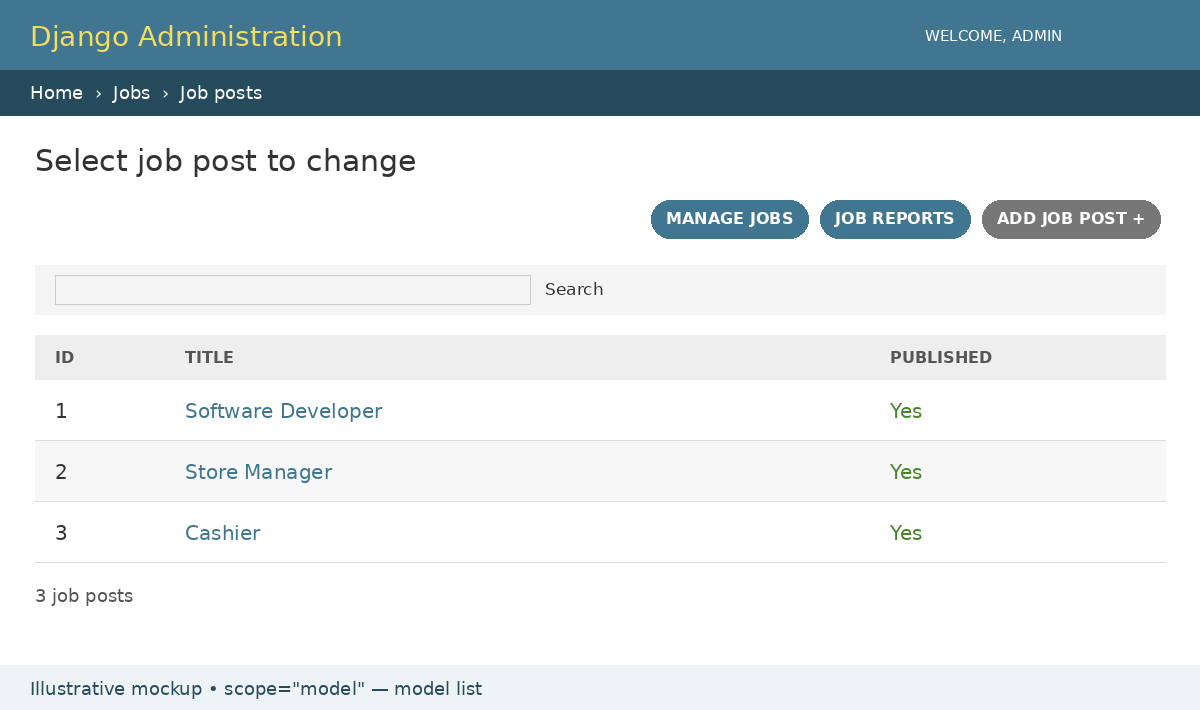 Django Administration
WELCOME, ADMIN
Home › Jobs › Job posts
Select job post to change
MANAGE JOBS JOB REPORTS ADD JOB POST +
Search
ID TITLE PUBLISHED
1 Software Developer Yes
2 Store Manager Yes
3 Cashier Yes
3 job posts
Illustrative mockup • scope="model" — model list